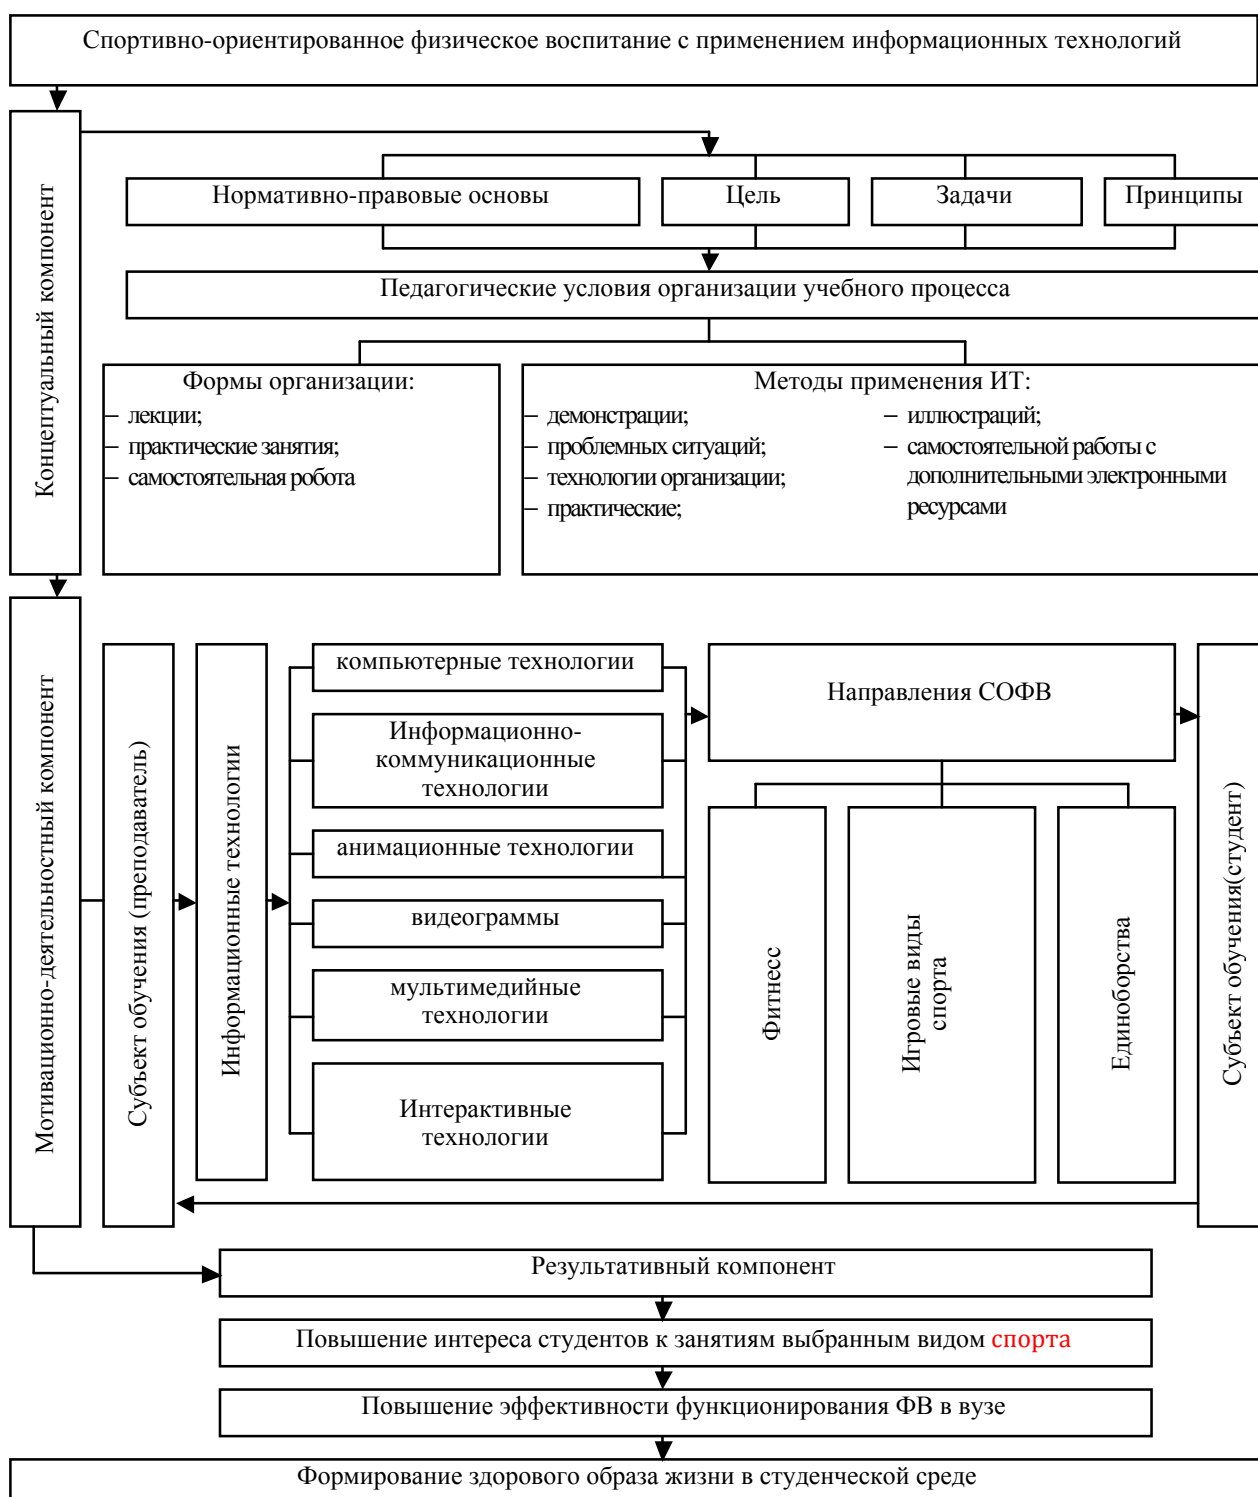 Спортивно-ориентированное физическое воспитание с применением информационных технологий
Концептуальный компонент
Нормативно-правовые основы
Цель
Задачи
Принципы
Педагогические условия организации учебного процесса
Формы организации:
– лекции;
– практические занятия;
– самостоятельная робота
Методы применения ИТ:
– демонстрации;
– проблемных ситуаций;
– технологии организации;
– практические;
– иллюстраций;
– самостоятельной работы с
дополнительными электронными
ресурсами
Мотивационно-деятельностный компонент
Субъект обучения (преподаватель)
Информационные технологии
компьютерные технологии
Информационно-
коммуникационные
технологии
анимационные технологии
видеограммы
мультимедийные
технологии
Интерактивные
технологии
Направления СОФВ
Фитнесс
Игровые виды
спорта
Единоборства
Субъект обучения(студент)
Результативный компонент
Повышение интереса студентов к занятиям выбранным видом спорта
Повышение эффективности функционирования ФВ в вузе
Формирование здорового образа жизни в студенческой среде